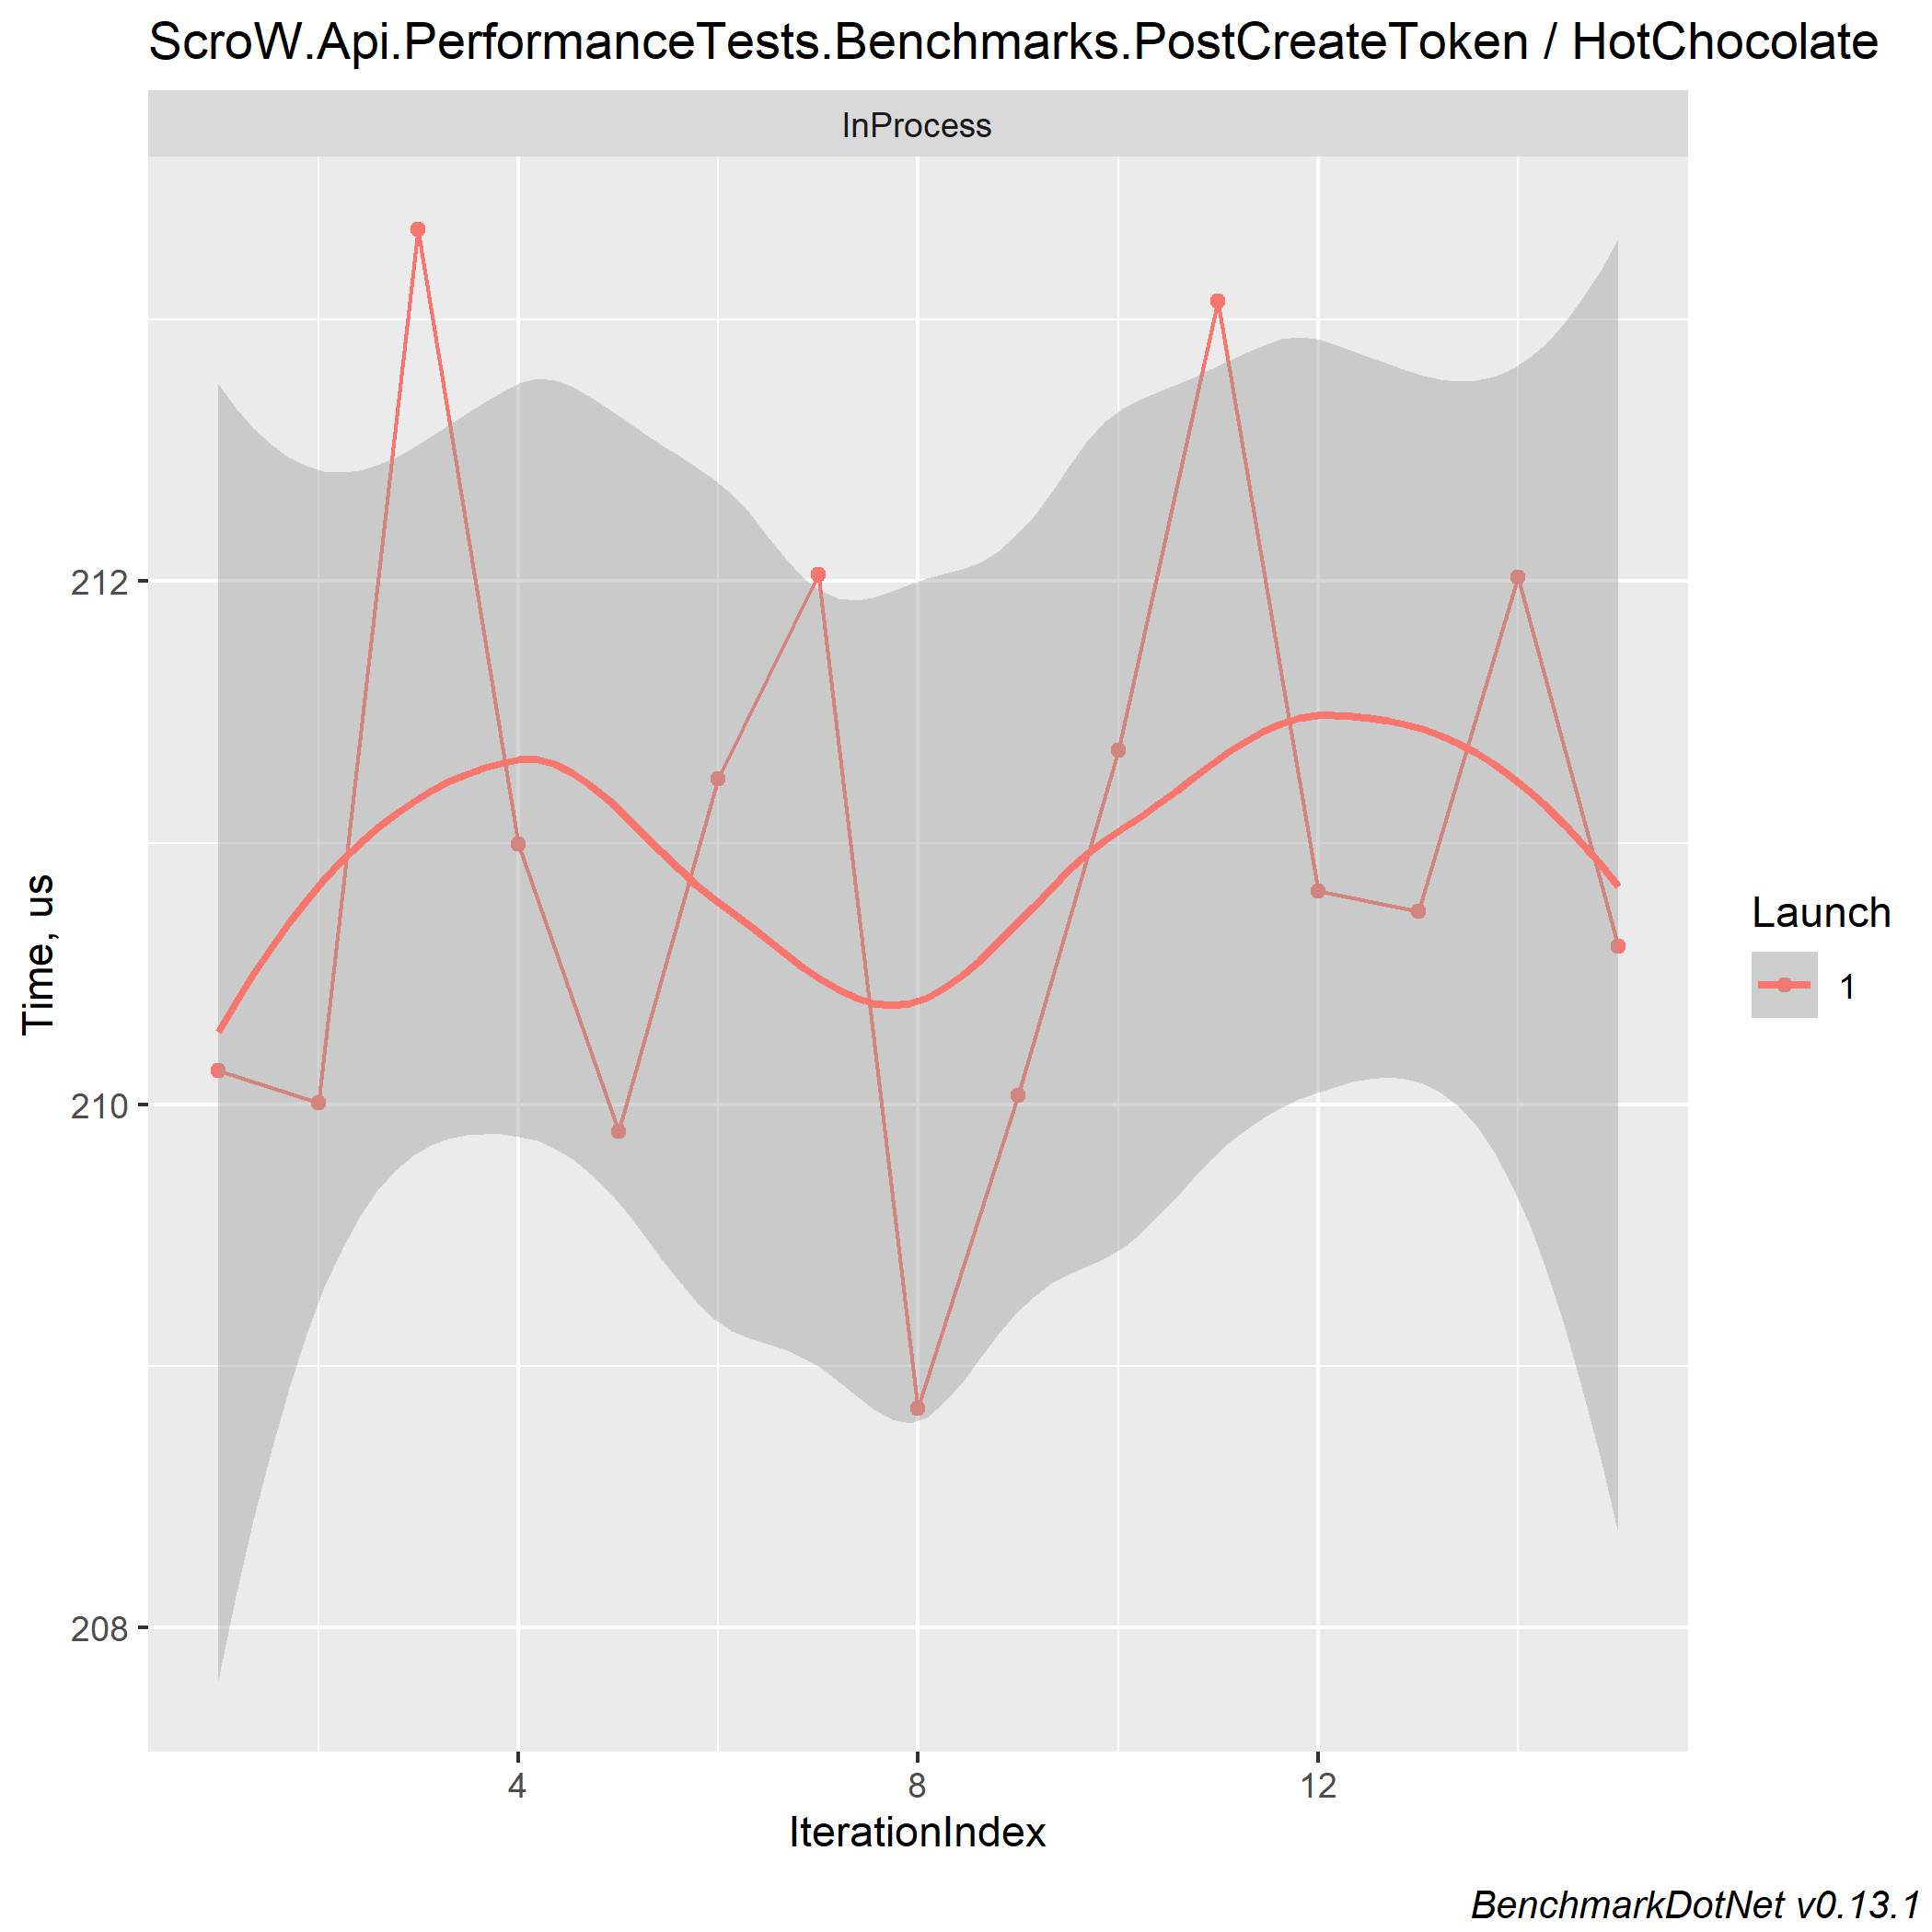 ScroW.Api.PerformanceTests.Benchmarks.PostCreateToken / HotChocolate
InProcess
212
210
208
Time, us
4
8
12
IterationIndex
Launch
1
BenchmarkDotNet v0.13.1